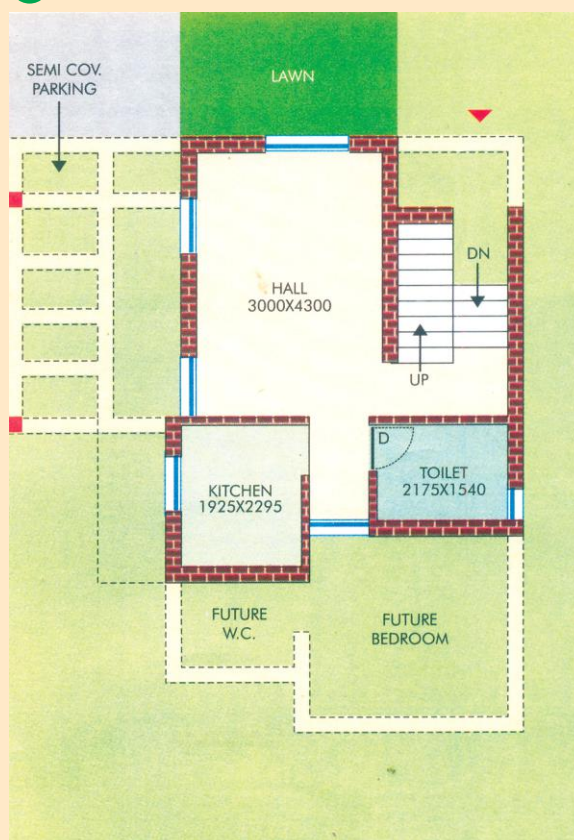 SEMI COV.
PARKING
LAWN
DN
HALL
3000X4300
UP
D
KITCHEN
1925X2295
TOILET
2175X1540
FUTURE
W.C.
FUTURE
BEDROOM